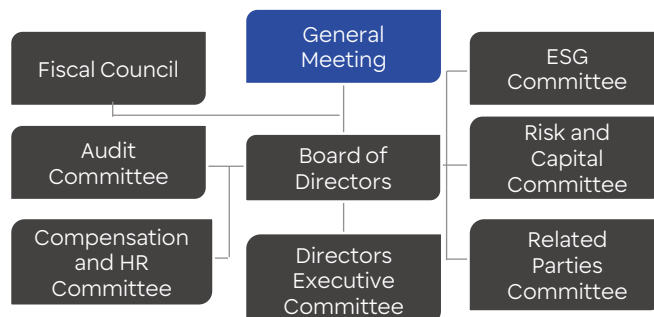 General
Meeting
Fiscal Council
ESG
Committee
Audit
Committee
Board of
Directors
Risk and
Capital
Committee
Compensation
and HR
Committee
Directors
Executive
Committee
Related
Parties
Committee